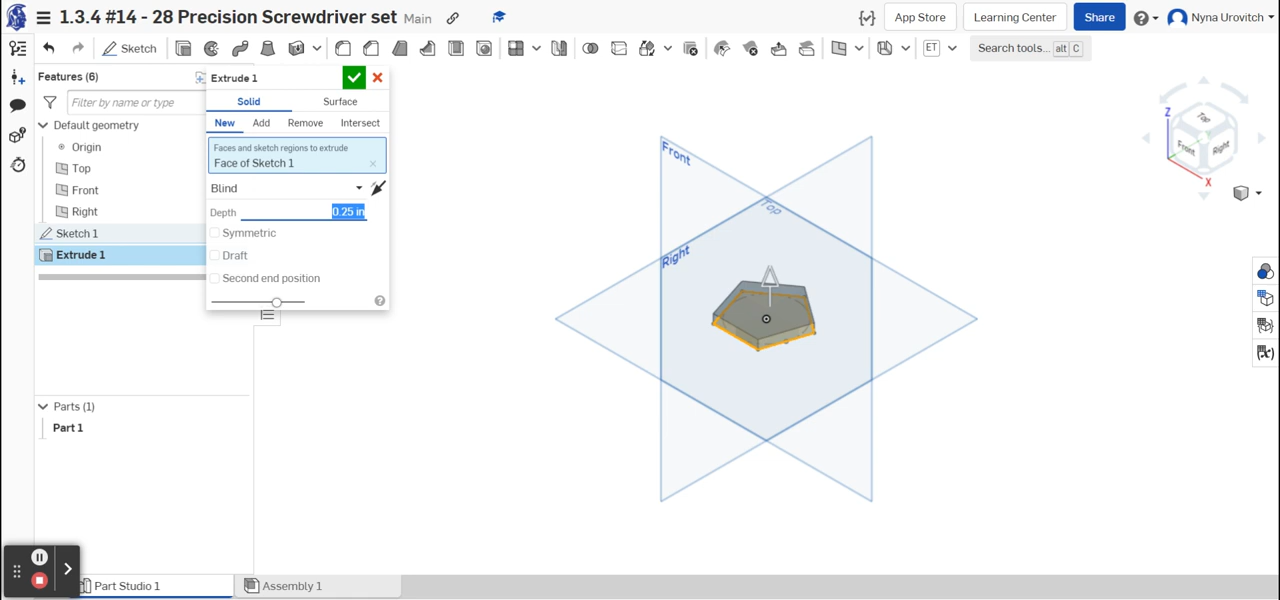 1.3.4 #14 - 28 Precision Screwdriver set Main
App Store
Learning Center
Share
Nyna Urovitch
Sketch
ET
Search tools... alt C
Features (6)
Filter by name or type
Default geometry
Origin
Top
Front
Right
Sketch 1
Extrude 1
Extrude 1
Solid Surface
New Add Remove Intersect
Faces and sketch regions to extrude
Face of Sketch 1
Blind
Depth 0.25 in
Symmetric
Draft
Second end position
Front
Top
Right
Z
Top
Front Right
X
(x)
Parts (1)
Part 1
Part Studio 1
Assembly 1